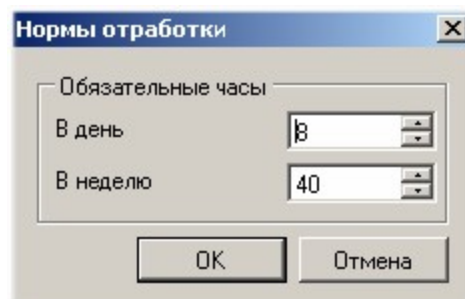 Нормы отработки
Обязательные часы
В день 8
В неделю 40
OK Отмена